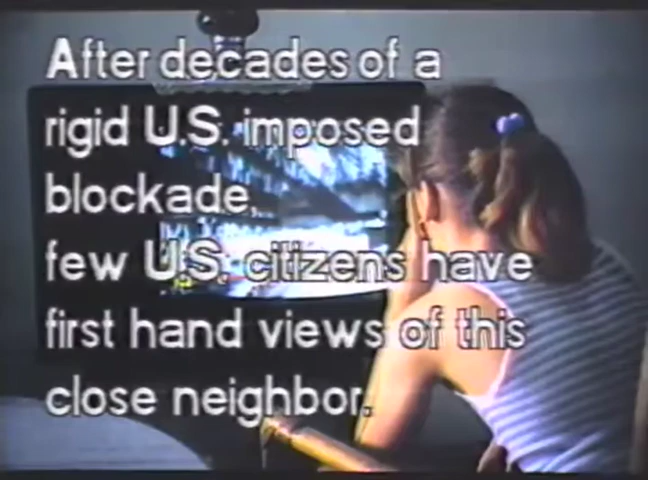 After decades of a
rigid U.S. imposed
blockade,
few U.S. citizens have
first hand views of this
close neighbor.